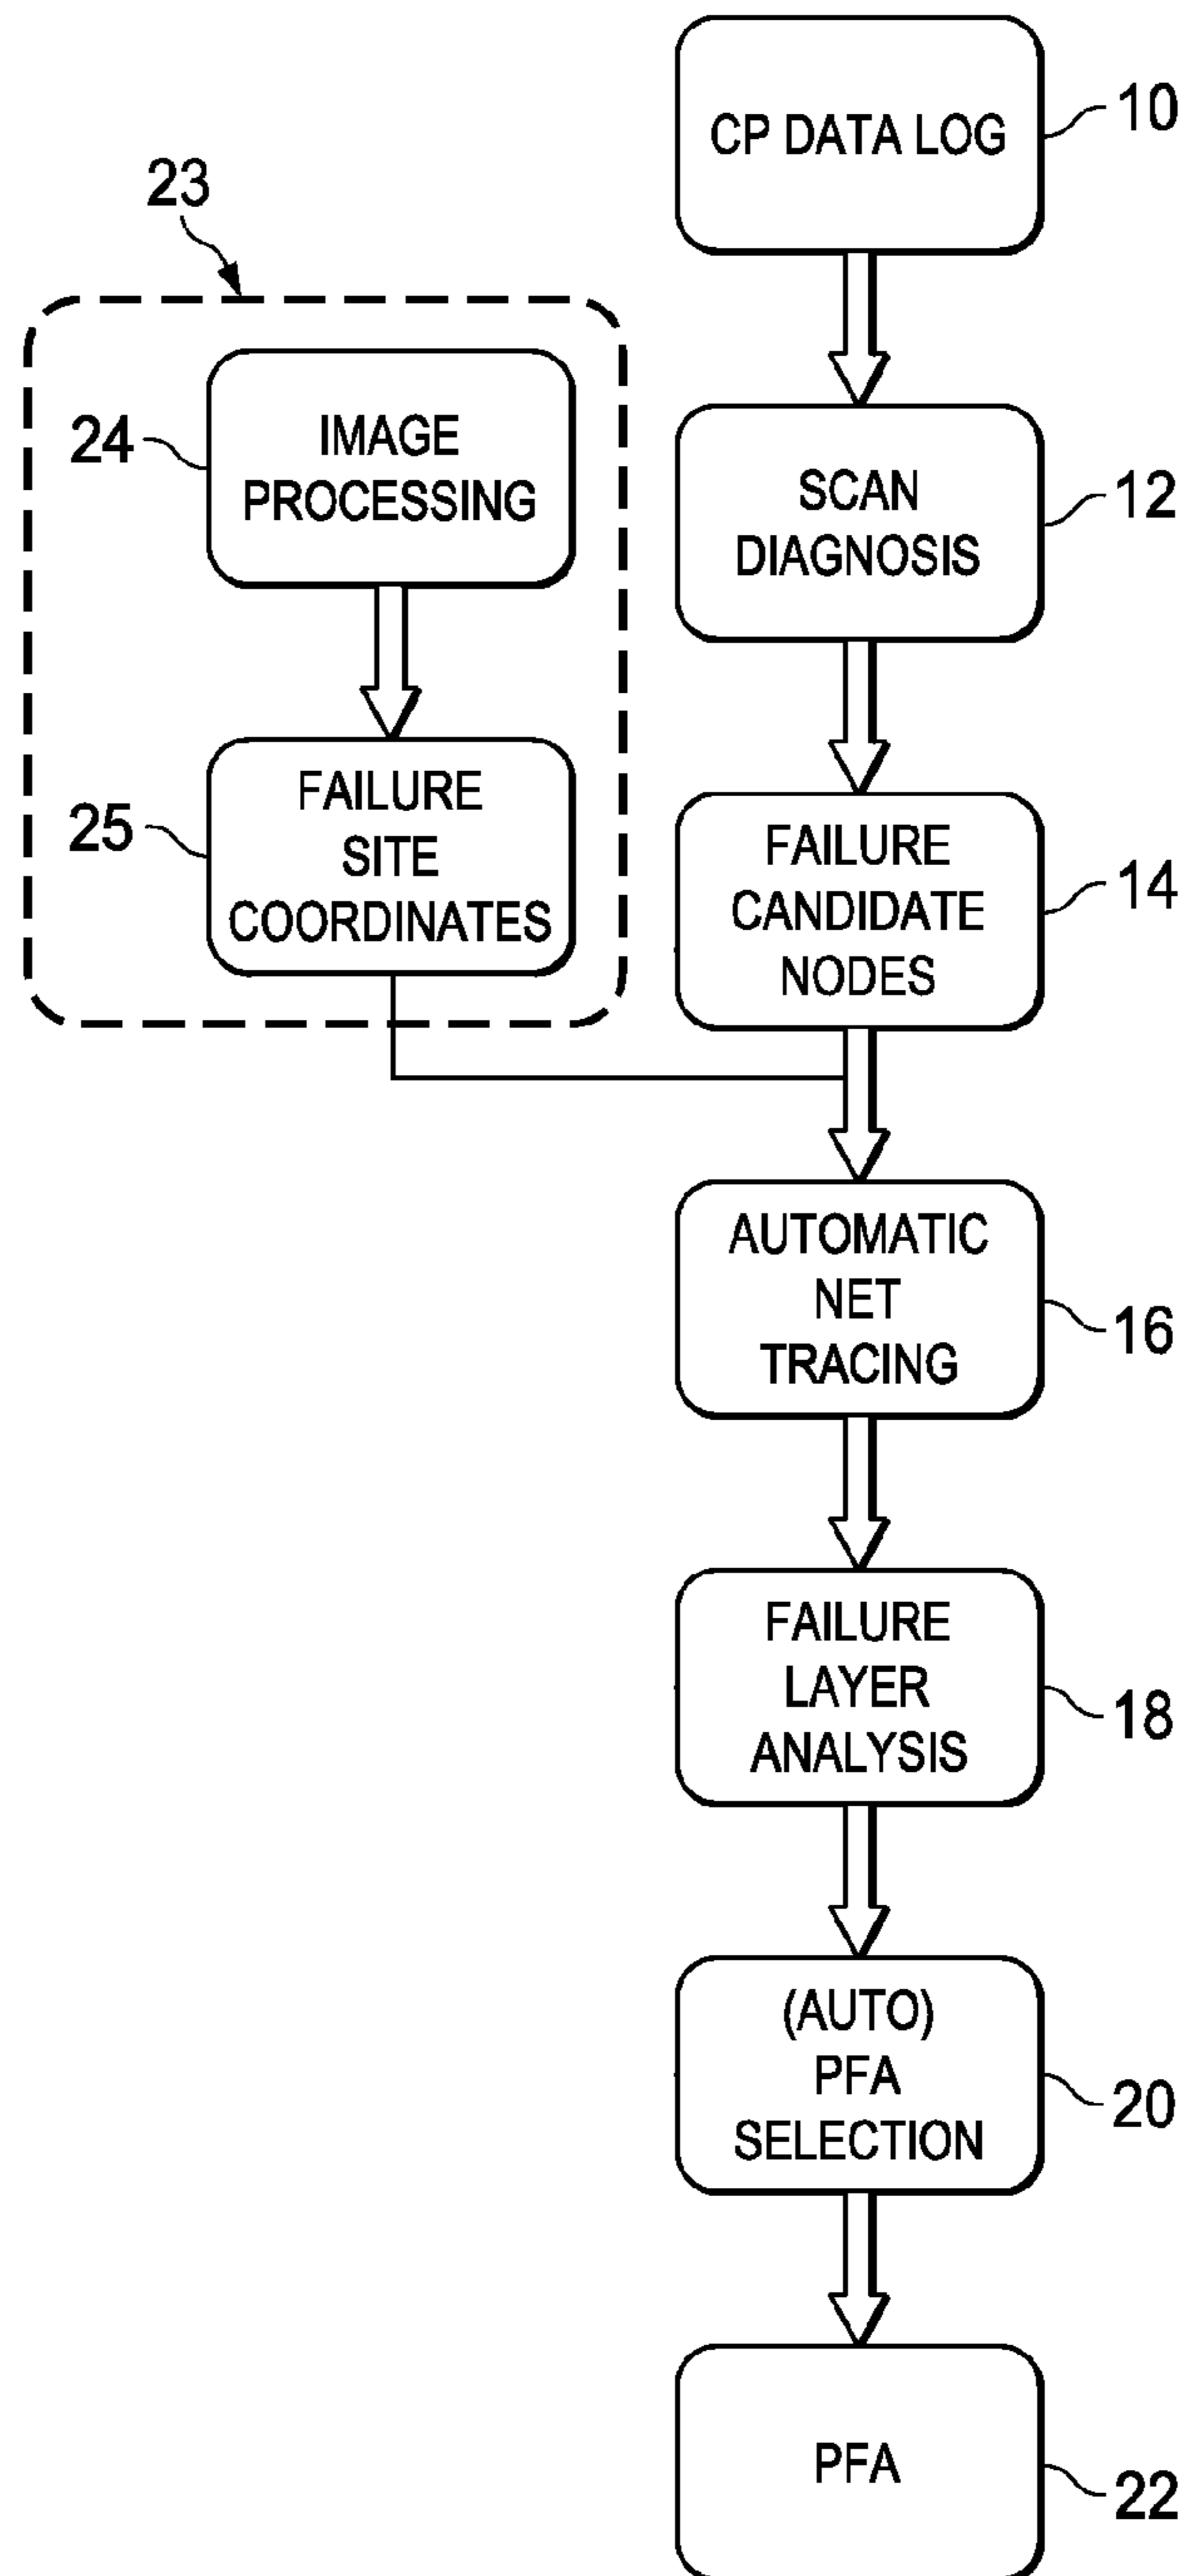 CP DATA LOG
10
23
IMAGE
PROCESSING
24
SCAN
DIAGNOSIS
12
FAILURE
SITE
COORDINATES
25
FAILURE
CANDIDATE
NODES
14
AUTOMATIC
NET
TRACING
16
FAILURE
LAYER
ANALYSIS
18
(AUTO)
PFA
SELECTION
20
PFA
22